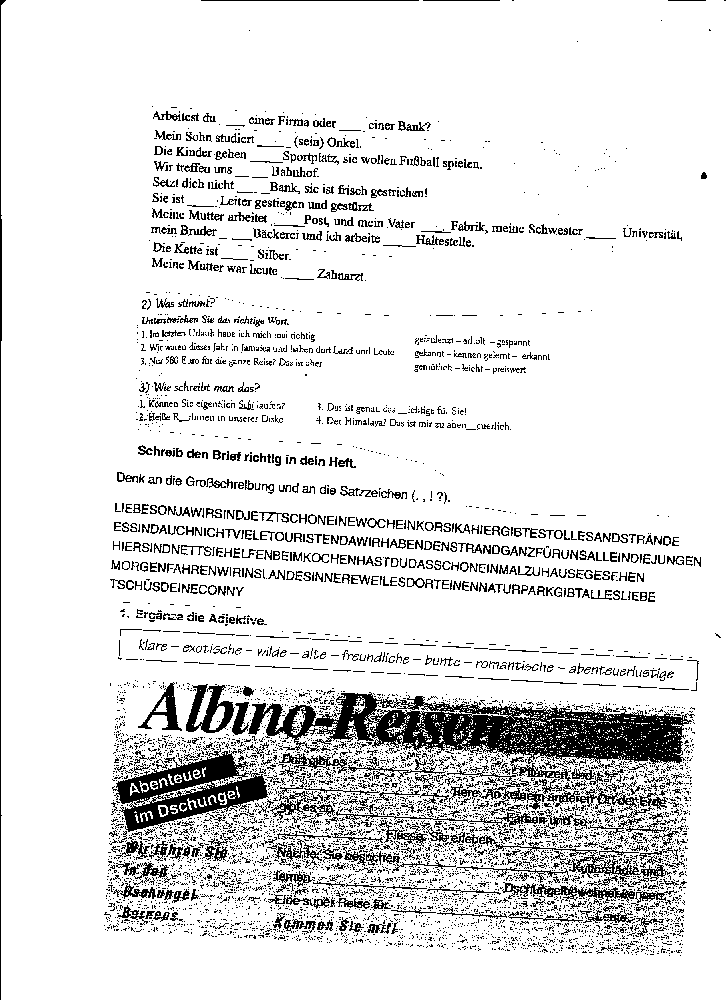 Arbeitest du ____ einer Firma oder ____ einer Bank?
Mein Sohn studiert _____ (sein) Onkel.
Die Kinder gehen _____Sportplatz, sie wollen Fußball spielen.
Wir treffen uns _____ Bahnhof.
Setzt dich nicht _____Bank, sie ist frisch gestrichen!
Sie ist _____Leiter gestiegen und gestürzt.
Meine Mutter arbeitet _____Post, und mein Vater _____Fabrik, meine Schwester _____ Universität,
mein Bruder _____Bäckerei und ich arbeite _____Haltestelle.
Die Kette ist _____ Silber.
Meine Mutter war heute _____ Zahnarzt.
2) Was stimmt?
Unterstreichen Sie das richtige Wort.
1. Im letzten Urlaub habe ich mich mal richtig gefaulenzt – erholt – gespannt
2. Wir waren dieses Jahr in Jamaica und haben dort Land und Leute gekannt – kennen gelernt – erkannt
3. Nur 580 Euro für die ganze Reise? Das ist aber gemütlich – leicht – preiswert
3) Wie schreibt man das?
1. Können Sie eigentlich Schi laufen? 3. Das ist genau das __ichtige für Sie!
2. Heiße R__thmen in unserer Disko! 4. Der Himalaya? Das ist mir zu aben__euerlich.
Schreib den Brief richtig in dein Heft.
Denk an die Großschreibung und an die Satzzeichen (. , ! ?).
LIEBESONJAWIRSINDJETZTSCHONEINEWOCHEINKORSIKAHIERGIBTESTOLLESANDSTRÄNDE
ESSINDAUCHNICHTVIELETOURISTENDAWIRHABENDENSTRANDGANZFÜRUNSALLEINDIEJUNGEN
HIERSINDNETTSIEHELFENBEIMKOCHENHASTDUDASSCHONEINMALZUHAUSEGESEHEN
MORGENFAHRENWIRINSLANDESINNEREWEILESDORTEINENNATURPARKGIBTALLESLIEBE
TSCHÜSDEINECONNY
1. Ergänze die Adjektive.
klare – exotische – wilde – alte – freundliche – bunte – romantische – abenteuerlustige
Albino-Reisen
Abenteuer
im Dschungel
Wir führen Sie
in den
Dschungel
Borneos.
Dort gibt es ____________ Pflanzen und
____________ Tiere. An keinem anderen Ort der Erde
gibt es so ____________ Farben und so ______
________ Flüsse. Sie erleben ____________
Nächte. Sie besuchen ____________ Kulturstädte und
lernen ____________ Dschungelbewohner kennen.
Eine super Reise für ____________ Leute.
Kommen Sie mit!